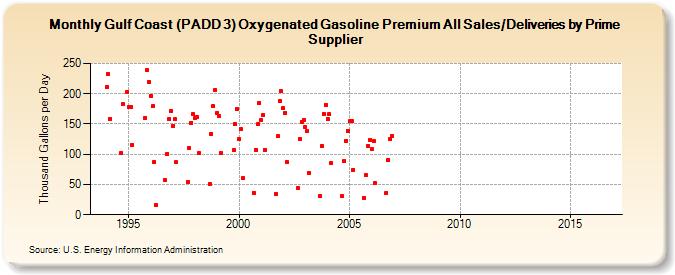 Monthly Gulf Coast (PADD 3) Oxygenated Gasoline Premium All Sales/Deliveries by Prime
Supplier
Thousand Gallons per Day
250
200
150
100
50
0
1995
2000
2005
2010
2015
Source: U.S. Energy Information Administration